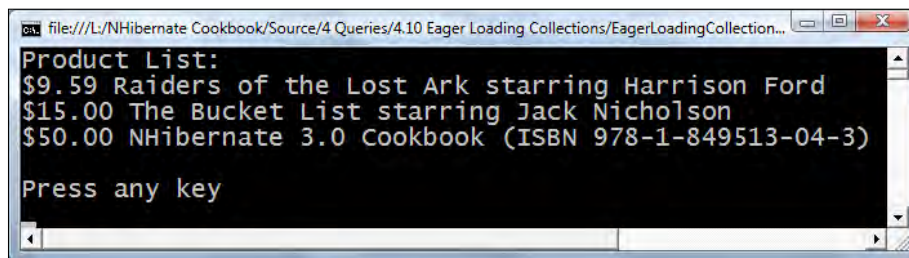 file:///L:/NHibernate Cookbook/Source/4 Queries/4.10 Eager Loading Collections/EagerLoadingCollection...
Product List:
$9.59 Raiders of the Lost Ark starring Harrison Ford
$15.00 The Bucket List starring Jack Nicholson
$50.00 NHibernate 3.0 Cookbook (ISBN 978-1-849513-04-3)
Press any key